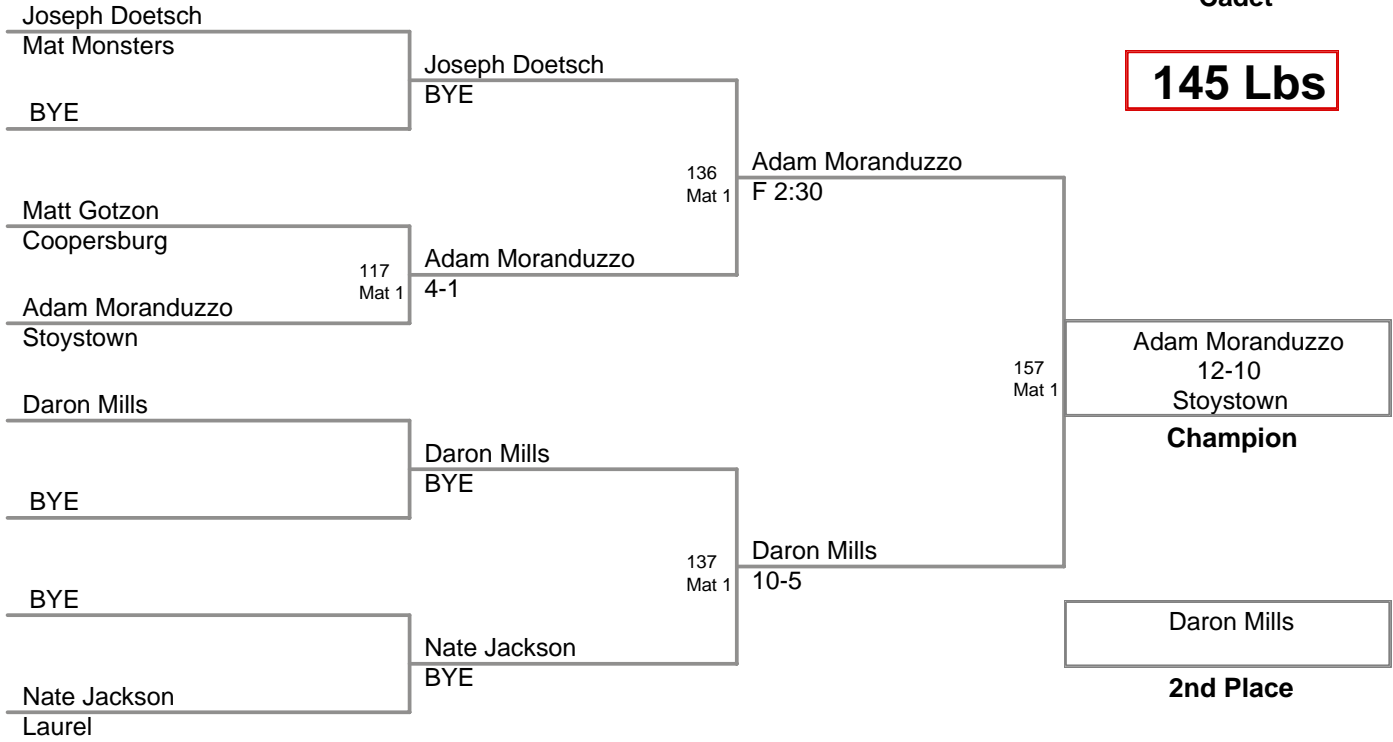 Cadet
145 Lbs
Joseph Doetsch
Mat Monsters
BYE
Matt Gotzon
Coopersburg
117
Mat 1
Adam Moranduzzo
Stoystown
Daron Mills
BYE
BYE
Nate Jackson
Laurel
Joseph Doetsch
BYE
136
Mat 1
Adam Moranduzzo
4-1
Daron Mills
BYE
137
Mat 1
Nate Jackson
BYE
Adam Moranduzzo
F 2:30
157
Mat 1
Daron Mills
10-5
Adam Moranduzzo
12-10
Stoystown
Champion
Daron Mills
2nd Place